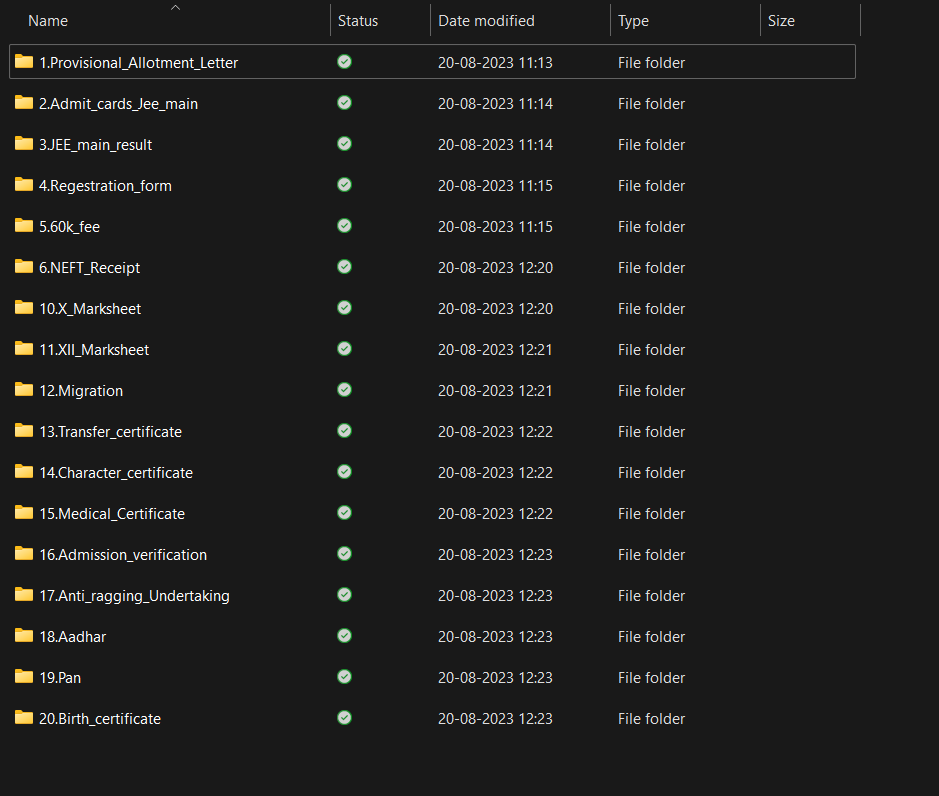 Name Status Date modified Type Size
1.Provisional_Allotment_Letter 20-08-2023 11:13 File folder
2.Admit_cards_Jee_main 20-08-2023 11:14 File folder
3.JEE_main_result 20-08-2023 11:14 File folder
4.Regestration_form 20-08-2023 11:15 File folder
5.60k_fee 20-08-2023 11:15 File folder
6.NEFT_Receipt 20-08-2023 12:20 File folder
10.X_Marksheet 20-08-2023 12:20 File folder
11.XII_Marksheet 20-08-2023 12:21 File folder
12.Migration 20-08-2023 12:21 File folder
13.Transfer_certificate 20-08-2023 12:22 File folder
14.Character_certificate 20-08-2023 12:22 File folder
15.Medical_Certificate 20-08-2023 12:22 File folder
16.Admission_verification 20-08-2023 12:23 File folder
17.Anti_ragging_Undertaking 20-08-2023 12:23 File folder
18.Aadhar 20-08-2023 12:23 File folder
19.Pan 20-08-2023 12:23 File folder
20.Birth_certificate 20-08-2023 12:23 File folder